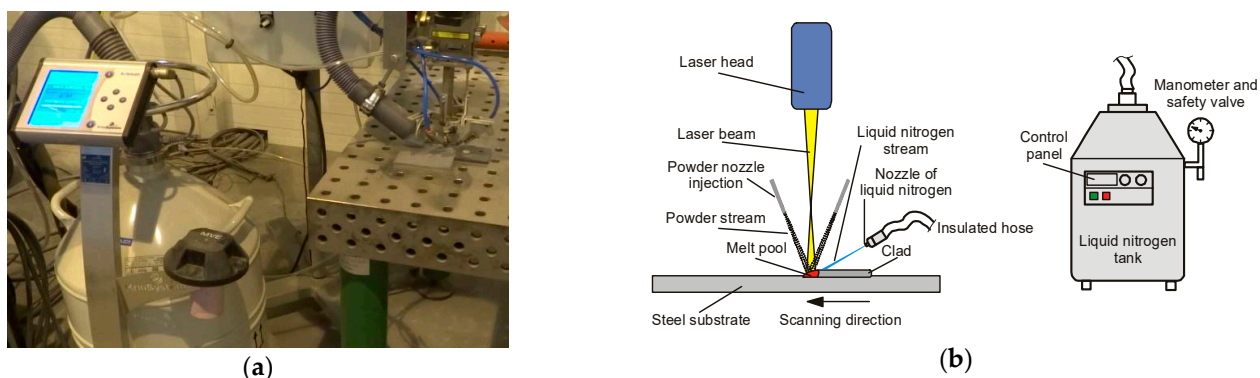 MVE
(a)
Laser head
Laser beam
Powder nozzle
injection
Powder stream
Melt pool
Steel substrate
Liquid nitrogen
stream
Nozzle of
liquid nitrogen
Insulated hose
Clad
Scanning direction
Manometer and
safety valve
Control
panel
Liquid nitrogen
tank
(b)